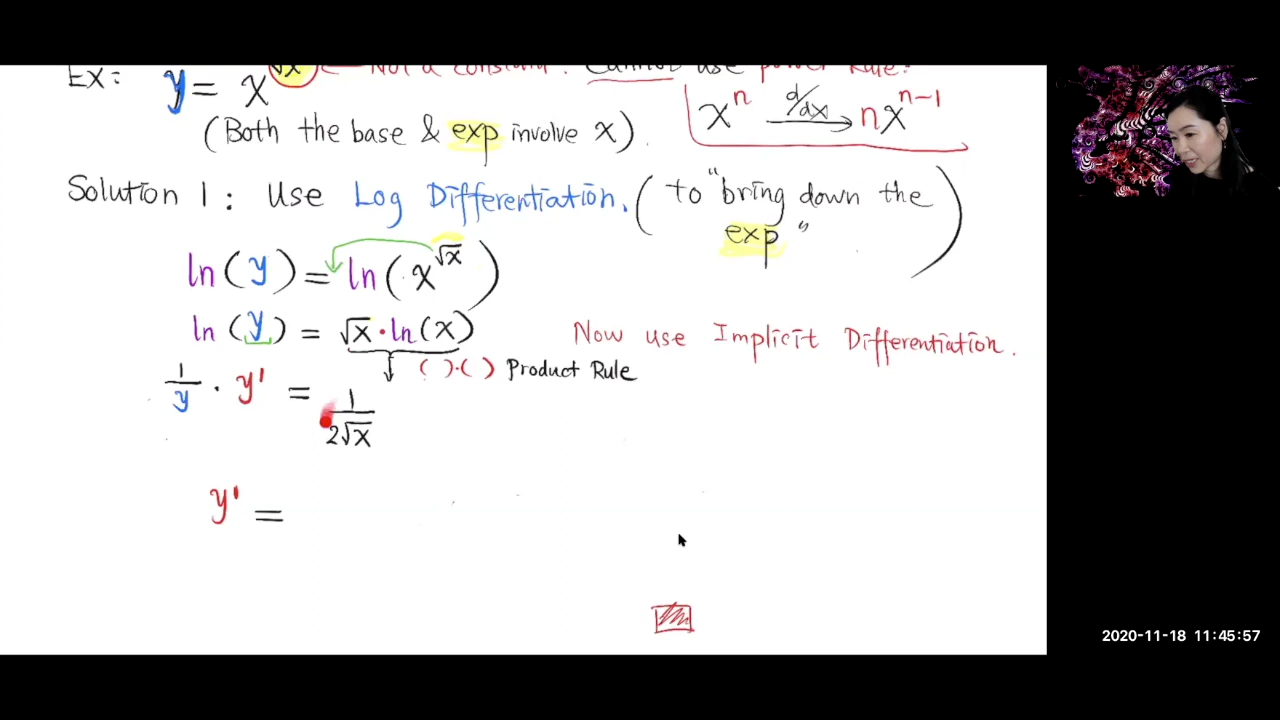 Ex: y = x^√x ← Not a constant. Cannot use power Rule!
x^n d/dx→ nx^(n-1)
(Both the base & exp involve x).
Solution 1: Use Log Differentiation. (to "bring down the exp")
ln(y) = ln(x^√x)
ln(y) = √x · ln(x)
Now use Implicit Differentiation.
( )·( ) Product Rule
1/y · y' = 1/(2√x)
y' =
2020-11-18 11:45:57